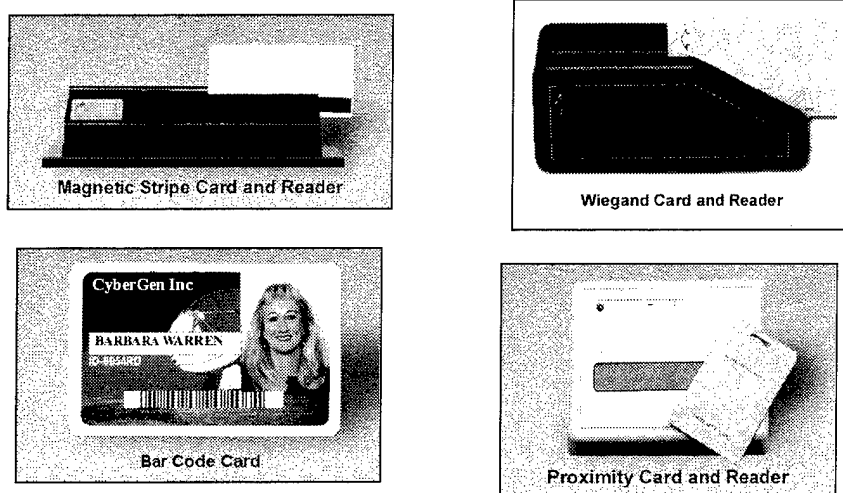 Magnetic Stripe Card and Reader
Wiegand Card and Reader
CyberGen Inc
BARBARA WARREN
Bar Code Card
Proximity Card and Reader